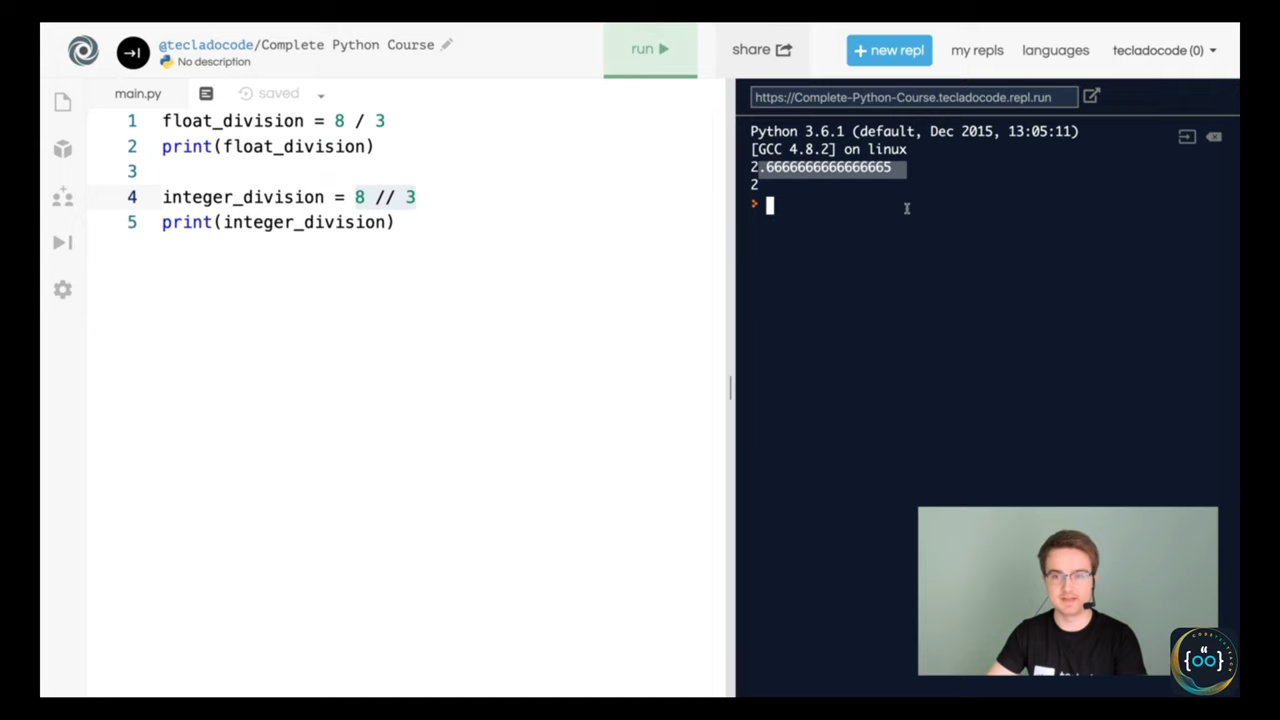 @tecladocode/Complete Python Course
No description
run
share
+ new repl
my repls
languages
tecladocode (0)
main.py
saved
https://Complete-Python-Course.tecladocode.repl.run
1 float_division = 8 / 3
2 print(float_division)
3
4 integer_division = 8 // 3
5 print(integer_division)
Python 3.6.1 (default, Dec 2015, 13:05:11)
[GCC 4.8.2] on linux
2.6666666666666665
2
>